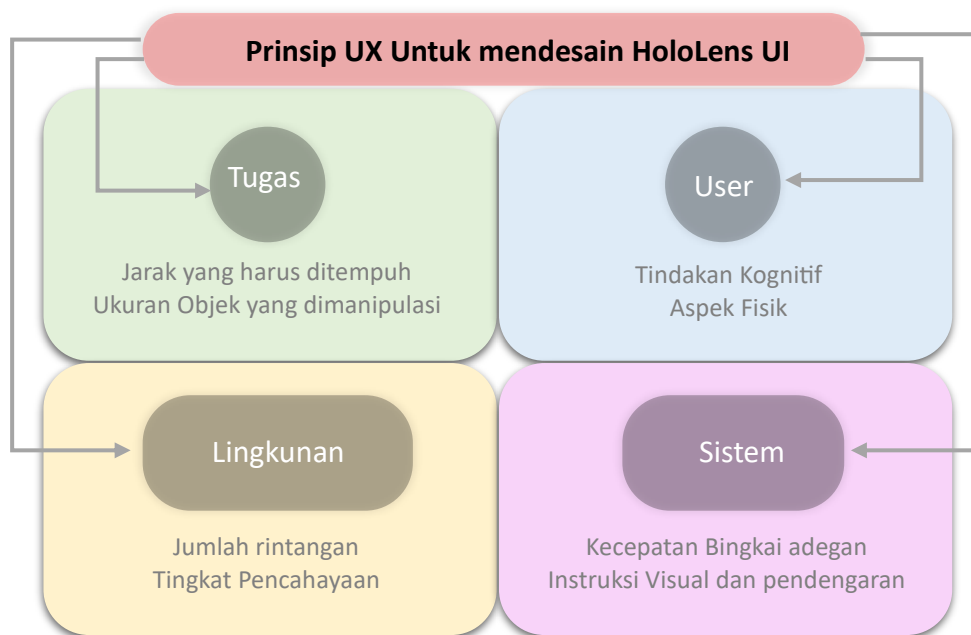 Prinsip UX Untuk mendesain HoloLens UI
Tugas
Jarak yang harus ditempuh
Ukuran Objek yang dimanipulasi
User
Tindakan Kognitif
Aspek Fisik
Lingkunan
Jumlah rintangan
Tingkat Pencahayaan
Sistem
Kecepatan Bingkai adegan
Instruksi Visual dan pendengaran